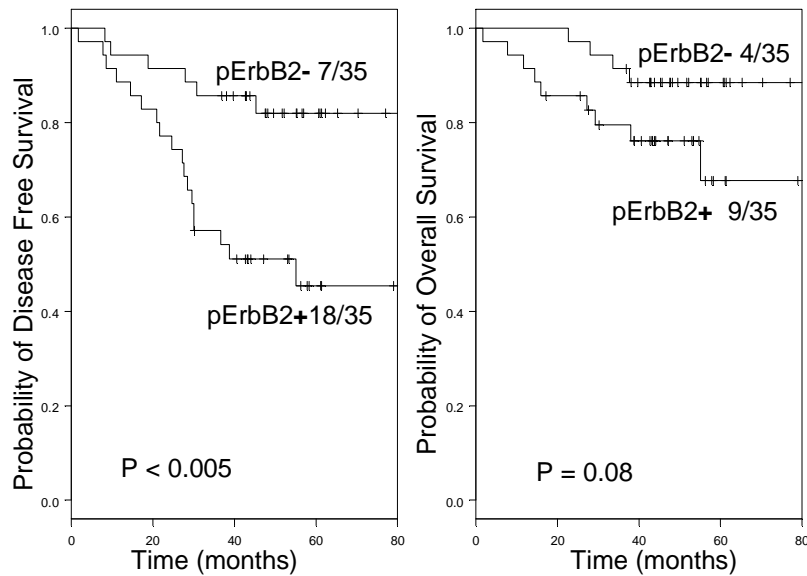 Probability of Disease Free Survival
1.0
0.8
0.6
0.4
0.2
0.0
pErbB2- 7/35
pErbB2+18/35
P < 0.005
0
20
40
60
80
Time (months)
Probability of Overall Survival
1.0
0.8
0.6
0.4
0.2
0.0
pErbB2- 4/35
pErbB2+ 9/35
P = 0.08
0
20
40
60
80
Time (months)